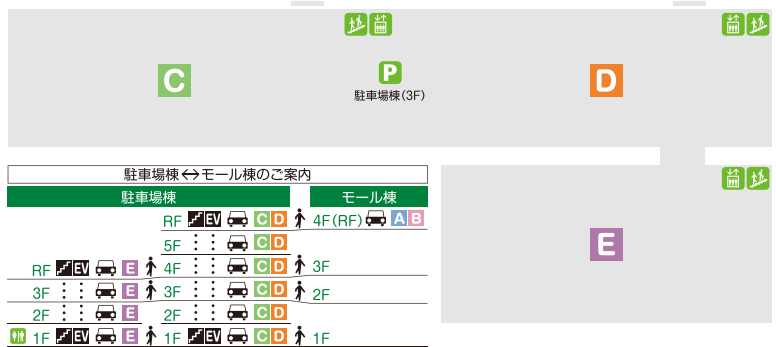 C
P
D
駐車場棟(3F)
駐車場棟↔モール棟のご案内
駐車場棟 モール棟
RF EV C D 4F(RF) A B
5F C D
RF EV E 4F C D 3F
3F E 3F C D 2F
2F E 2F C D
1F EV E 1F EV C D 1F
E